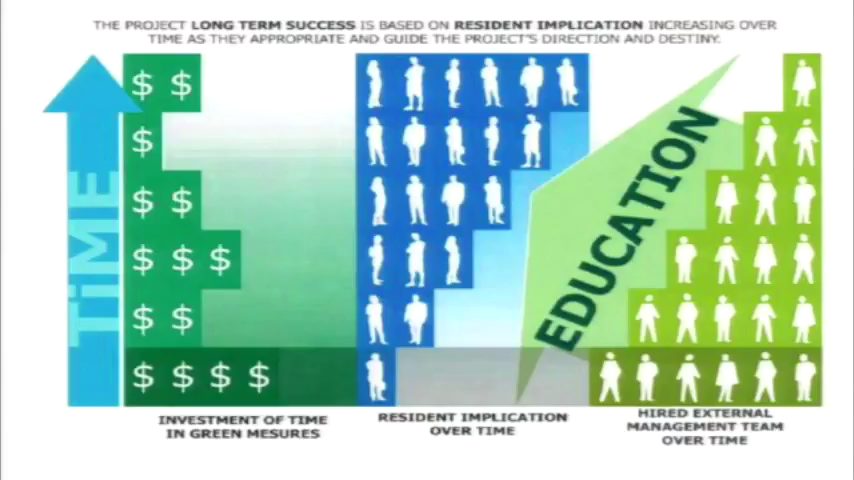 THE PROJECT LONG TERM SUCCESS IS BASED ON RESIDENT IMPLICATION INCREASING OVER
TIME AS THEY APPROPRIATE AND GUIDE THE PROJECT'S DIRECTION AND DESTINY.
TiME
$ $
$
$ $
$ $ $
$ $
$ $ $ $
EDUCATION
INVESTMENT OF TIME
IN GREEN MESURES
RESIDENT IMPLICATION
OVER TIME
HIRED EXTERNAL
MANAGEMENT TEAM
OVER TIME